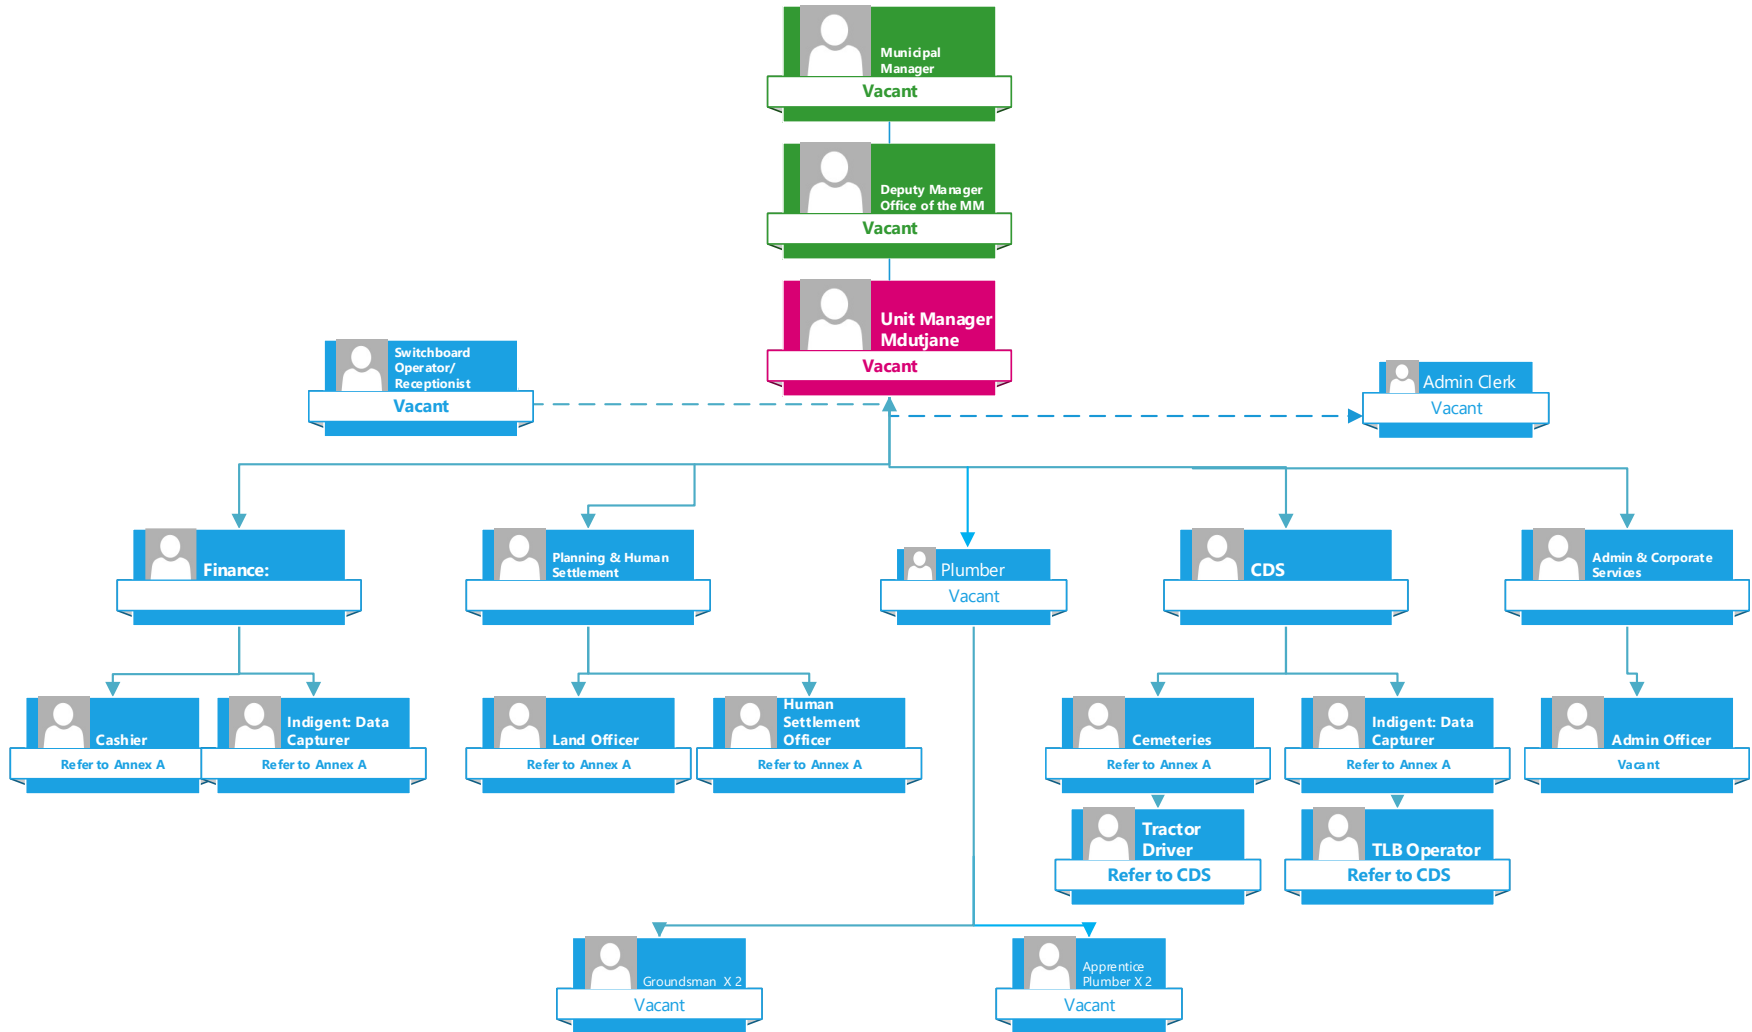 Municipal
Manager
Vacant
Deputy Manager
Office of the MM
Vacant
Unit Manager
Mdutjane
Vacant
Switchboard
Operator/
Receptionist
Vacant
Admin Clerk
Vacant
Finance:
Planning & Human
Settlement
Plumber
Vacant
CDS
Admin & Corporate
Services
Cashier
Refer to Annex A
Indigent: Data
Capturer
Refer to Annex A
Land Officer
Refer to Annex A
Human
Settlement
Officer
Refer to Annex A
Cemeteries
Refer to Annex A
Indigent: Data
Capturer
Refer to Annex A
Admin Officer
Vacant
Tractor
Driver
Refer to CDS
TLB Operator
Refer to CDS
Groundsman X 2
Vacant
Apprentice
Plumber X 2
Vacant